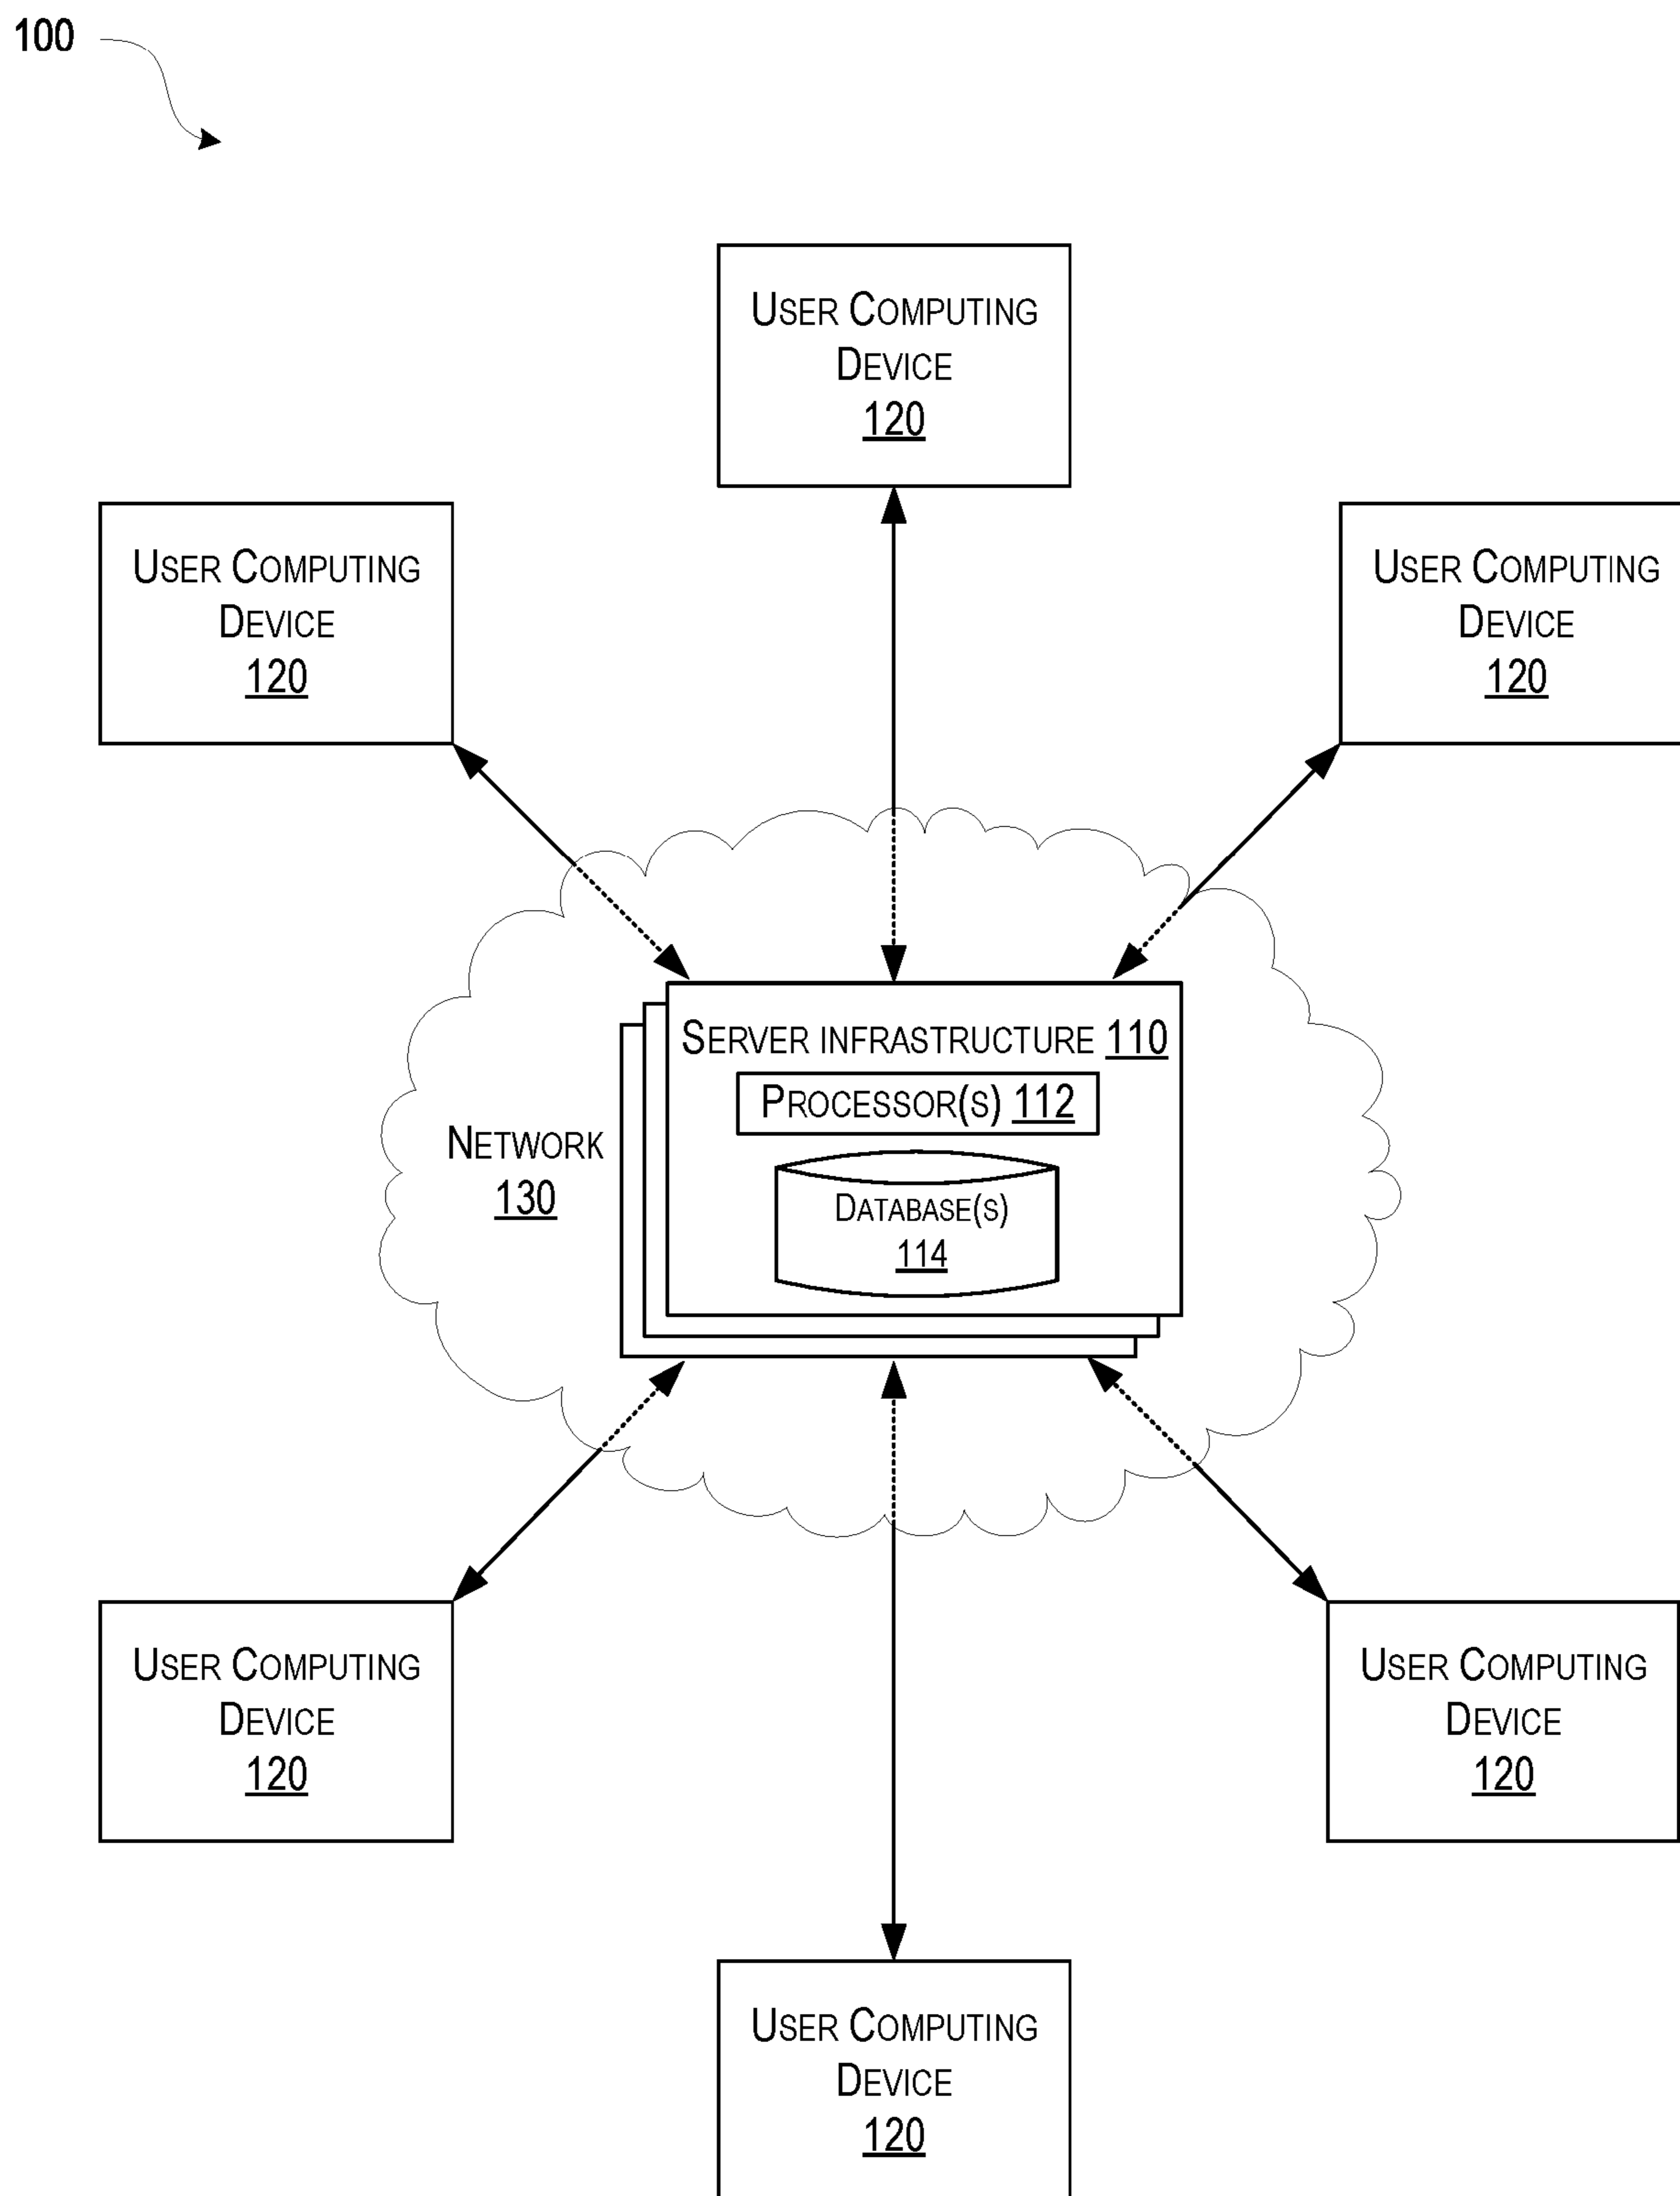 100
USER COMPUTING
DEVICE
120
USER COMPUTING
DEVICE
120
USER COMPUTING
DEVICE
120
SERVER INFRASTRUCTURE 110
PROCESSOR(S) 112
NETWORK
130
DATABASE(S)
114
USER COMPUTING
DEVICE
120
USER COMPUTING
DEVICE
120
USER COMPUTING
DEVICE
120